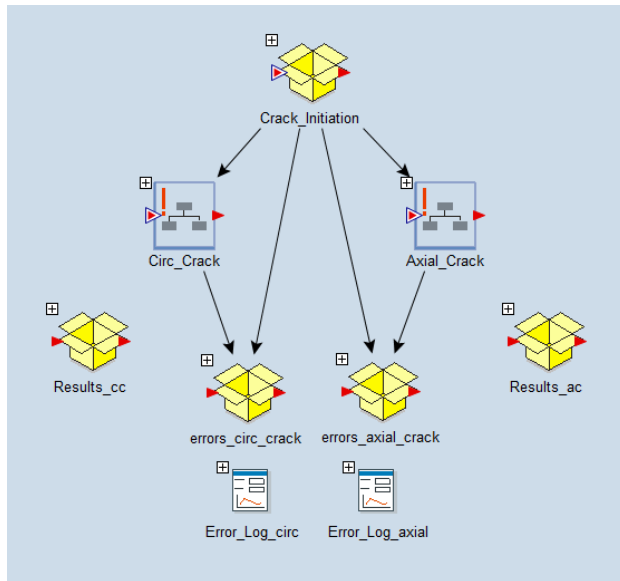 Crack_Initiation
Circ_Crack
Axial_Crack
Results_cc
Results_ac
errors_circ_crack
errors_axial_crack
Error_Log_circ
Error_Log_axial